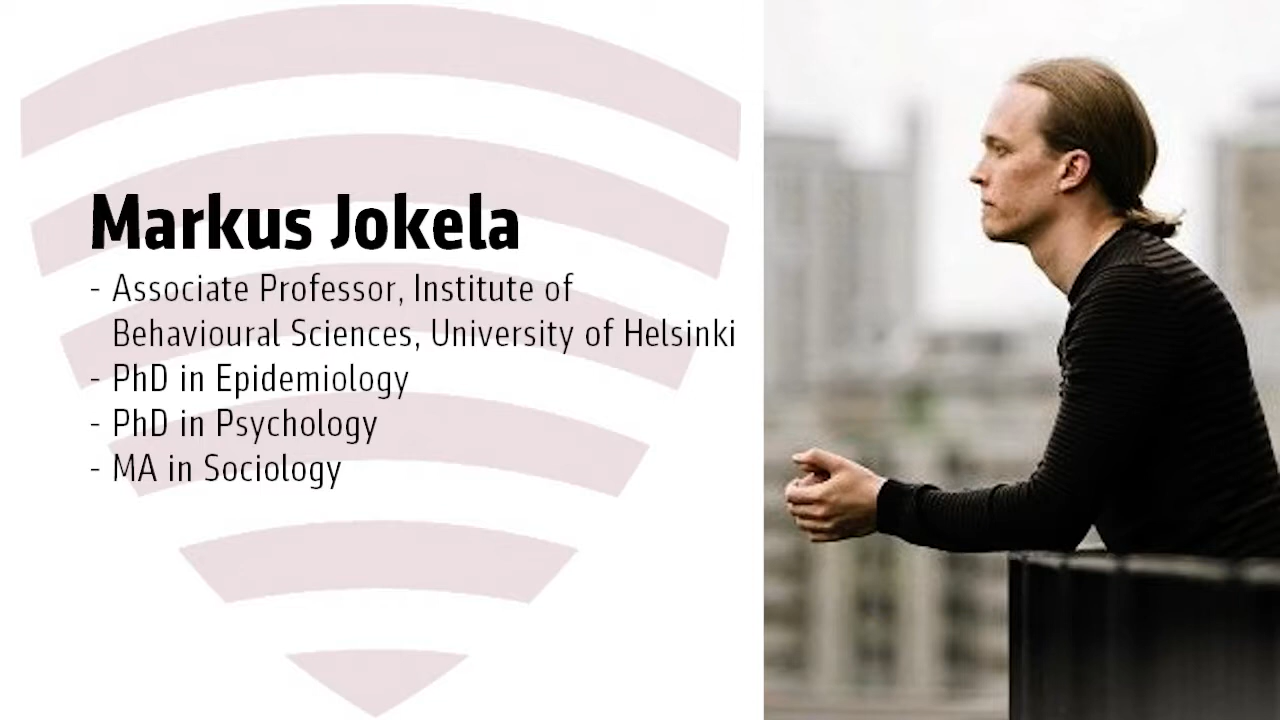 Markus Jokela
- Associate Professor, Institute of
Behavioural Sciences, University of Helsinki
- PhD in Epidemiology
- PhD in Psychology
- MA in Sociology